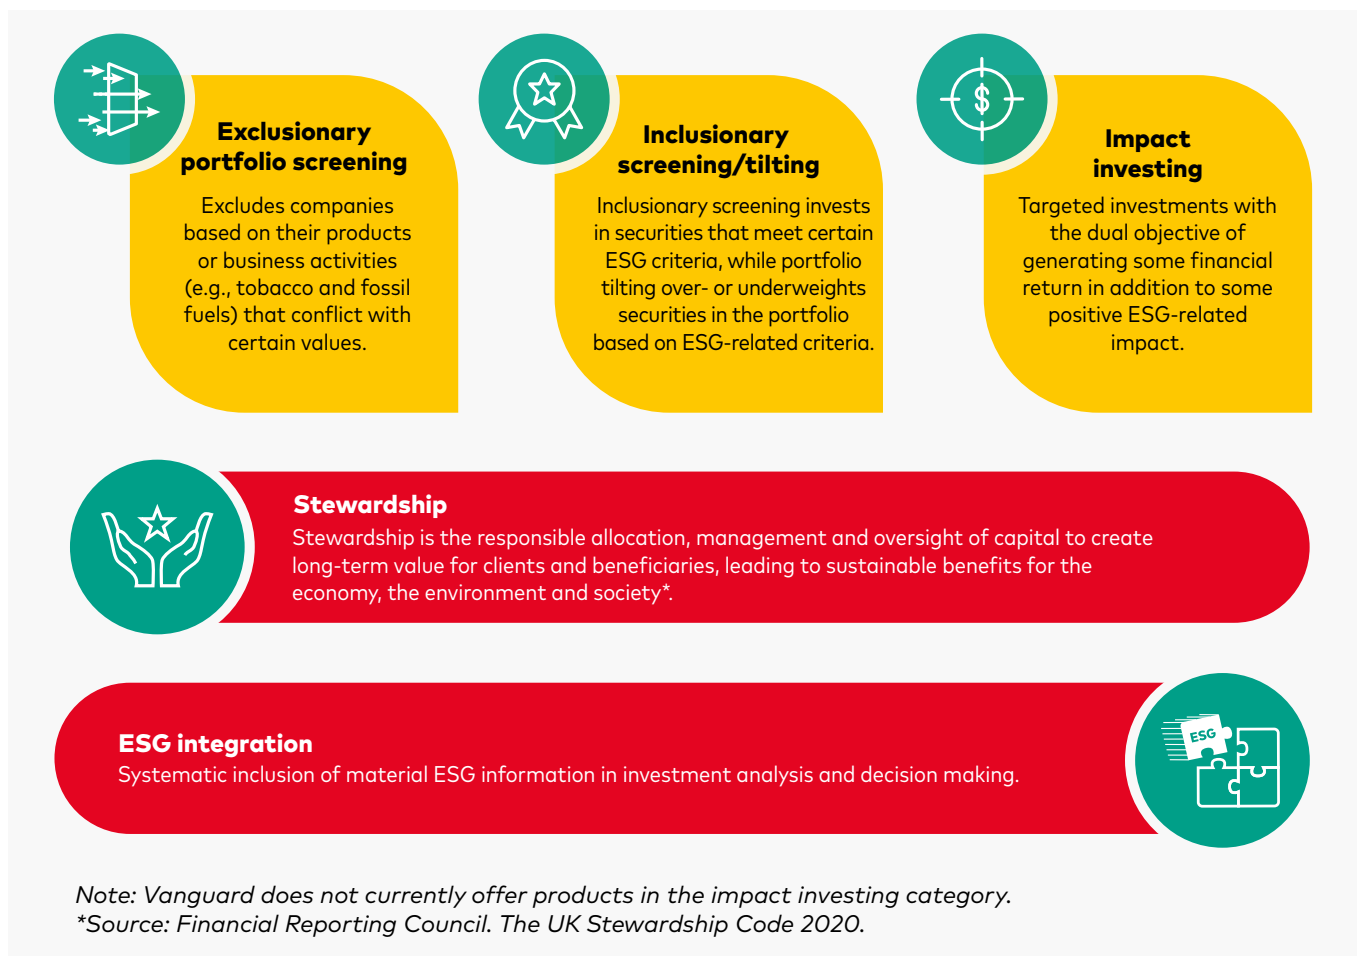 Exclusionary
portfolio screening
Excludes companies
based on their products
or business activities
(e.g., tobacco and fossil
fuels) that conflict with
certain values.
Inclusionary
screening/tilting
Inclusionary screening invests
in securities that meet certain
ESG criteria, while portfolio
tilting over- or underweights
securities in the portfolio
based on ESG-related criteria.
$
Impact
investing
Targeted investments with
the dual objective of
generating some financial
return in addition to some
positive ESG-related
impact.
Stewardship
Stewardship is the responsible allocation, management and oversight of capital to create
long-term value for clients and beneficiaries, leading to sustainable benefits for the
economy, the environment and society*.
ESG integration
Systematic inclusion of material ESG information in investment analysis and decision making.
ESG
Note: Vanguard does not currently offer products in the impact investing category.
*Source: Financial Reporting Council. The UK Stewardship Code 2020.